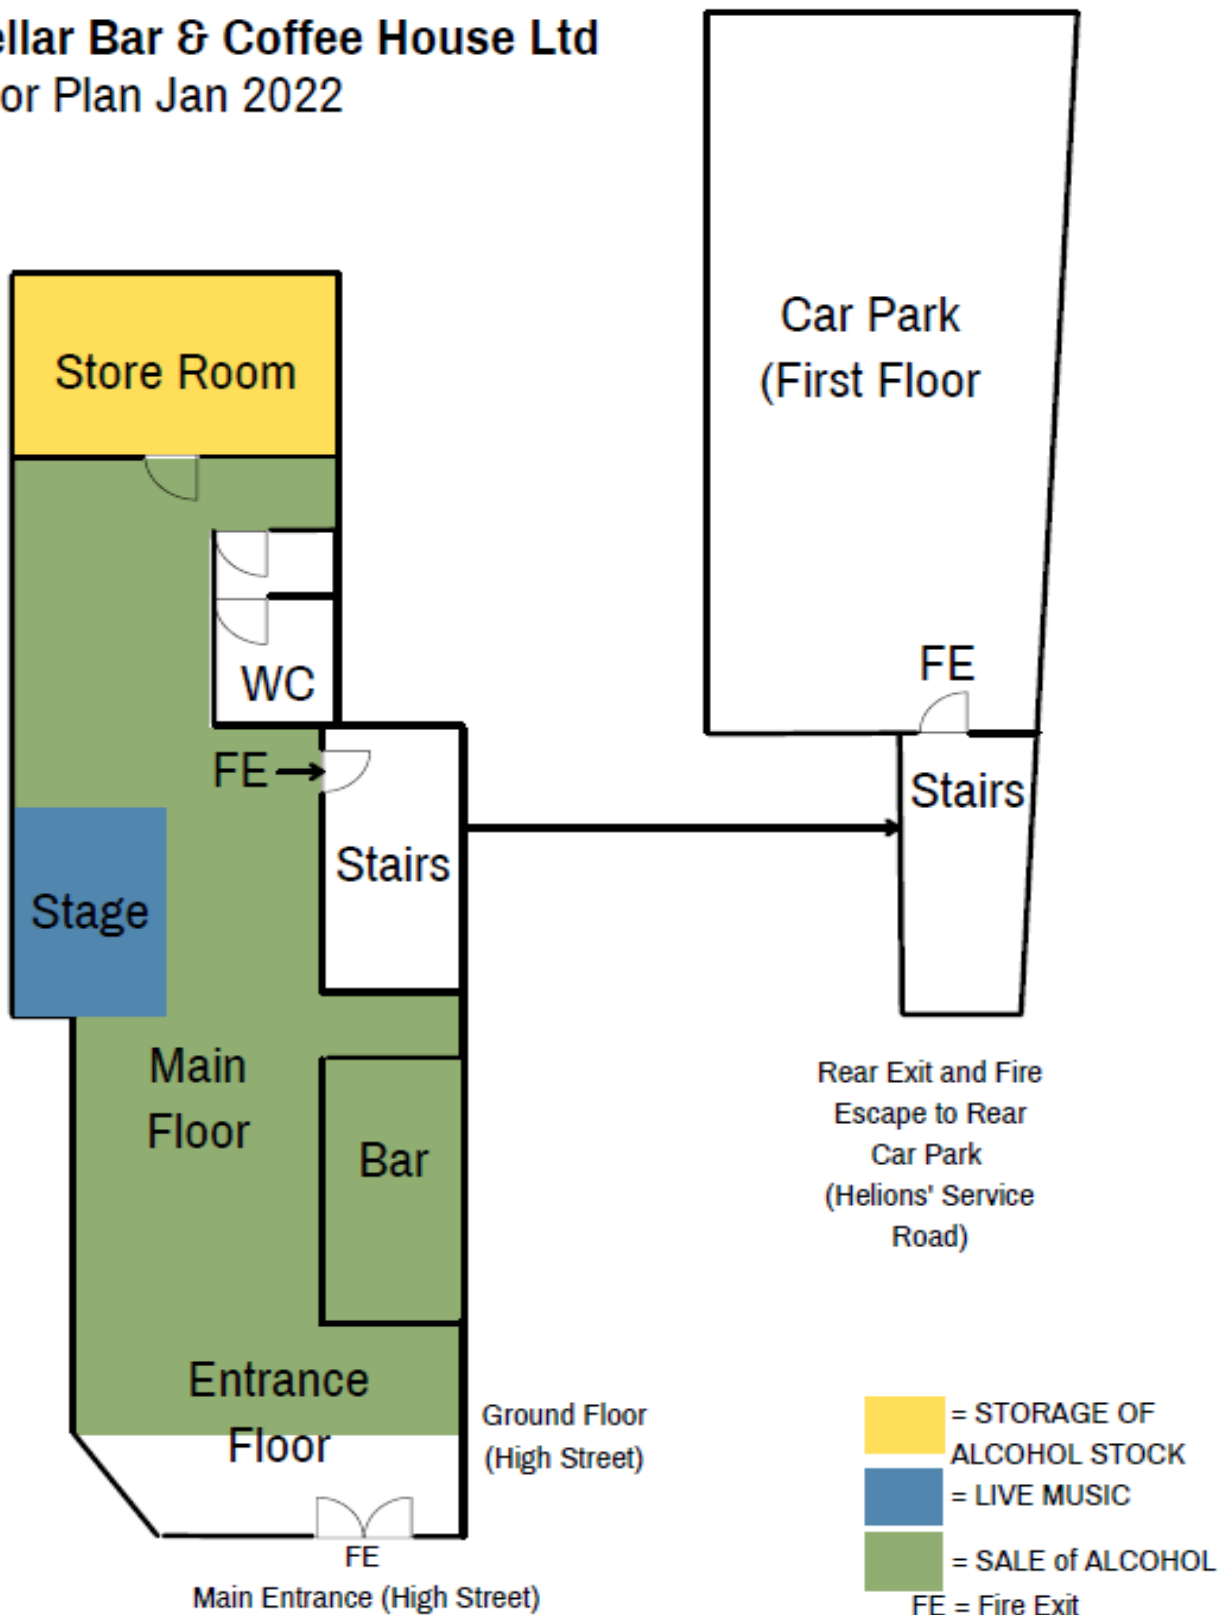 ellar Bar & Coffee House Ltd
or Plan Jan 2022
Car Park
(First Floor
Store Room
FE
WC
FE
Stairs
Stairs
Stage
Main
Floor
Bar
Rear Exit and Fire
Escape to Rear
Car Park
(Helions' Service
Road)
Entrance
Floor
Ground Floor
(High Street)
= STORAGE OF
ALCOHOL STOCK
= LIVE MUSIC
= SALE of ALCOHOL
FE = Fire Exit
FE
Main Entrance (High Street)